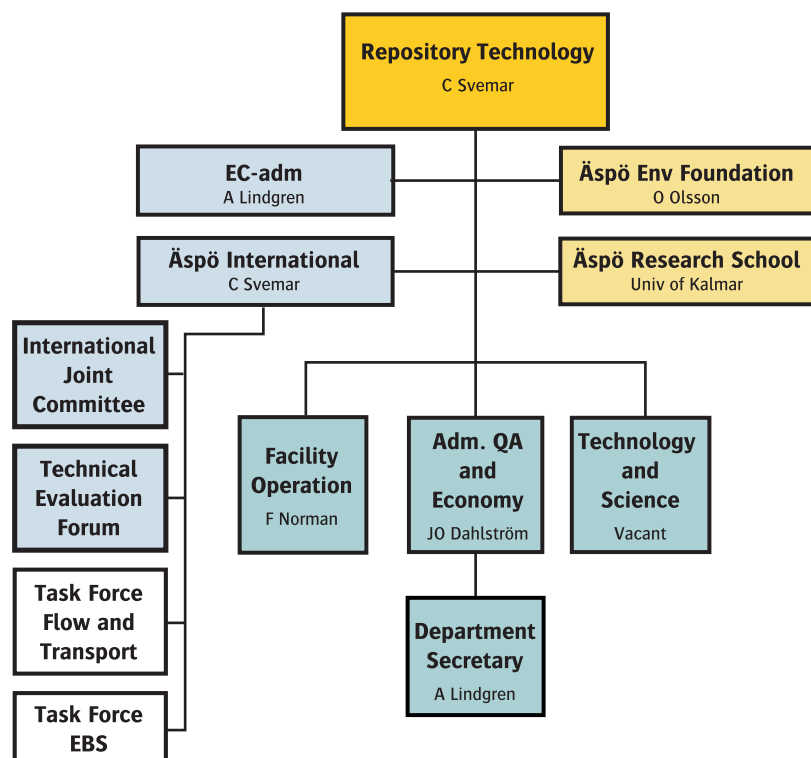 Repository Technology
C Svemar
EC-adm
A Lindgren
Äspö Env Foundation
O Olsson
Äspö International
C Svemar
Äspö Research School
Univ of Kalmar
International
Joint
Committee
Technical
Evaluation
Forum
Task Force
Flow and
Transport
Task Force
EBS
Facility
Operation
F Norman
Adm. QA
and
Economy
JO Dahlström
Technology
and
Science
Vacant
Department
Secretary
A Lindgren